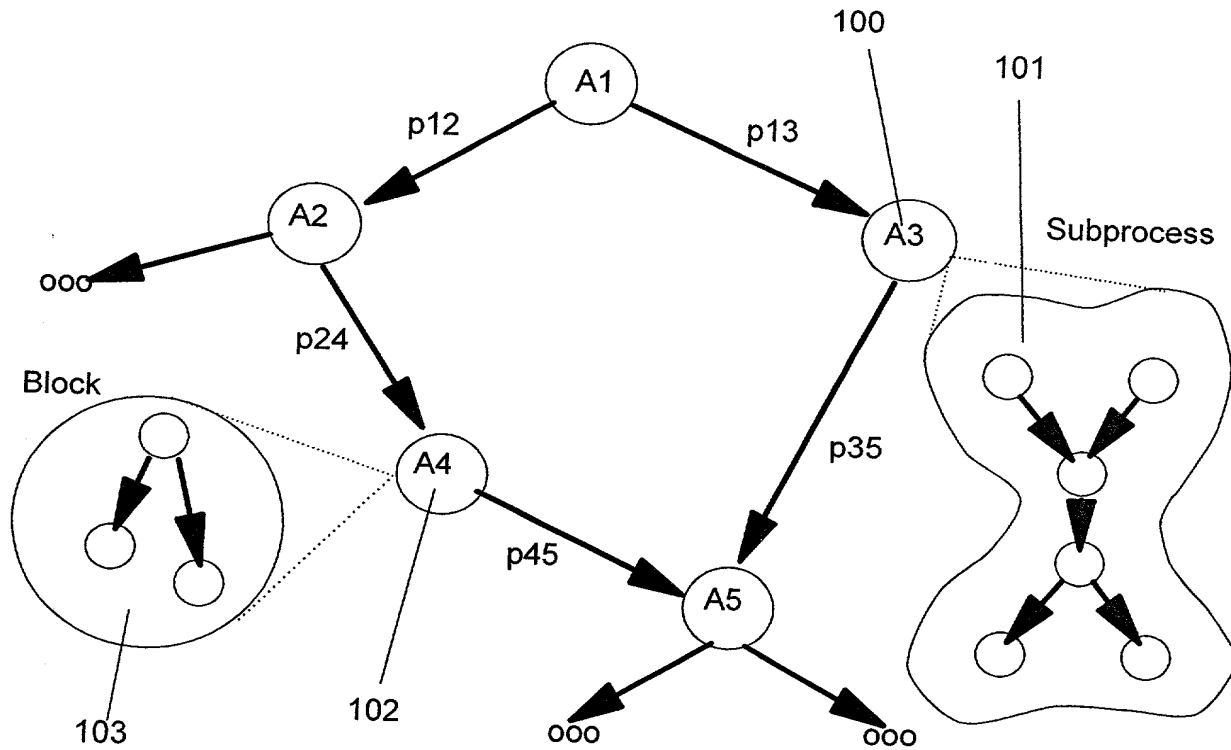 100
101
A1
p12
p13
A2
A3
Subprocess
ooo
p24
Block
A4
p35
p45
A5
103
102
ooo
ooo